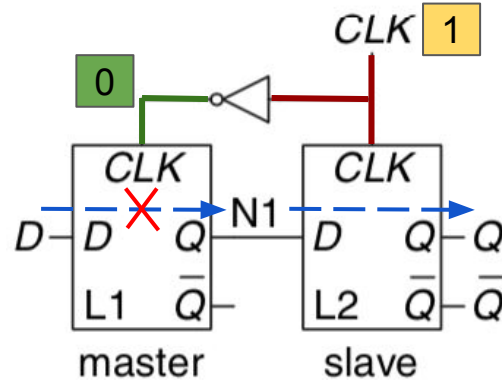 CLK 1
0
CLK CLK
D D Q N1 D Q Q
L1 Q̅ L2 Q̅ Q̅
master slave